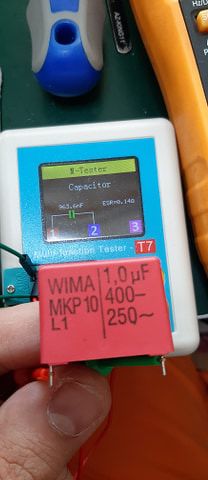 M-Tester
Capacitor
963.6nF ESR=0.14Ω
1 2 3
Multi-function Tester - T7
WIMA 1,0 µF
MKP 10 400–
L1 250~